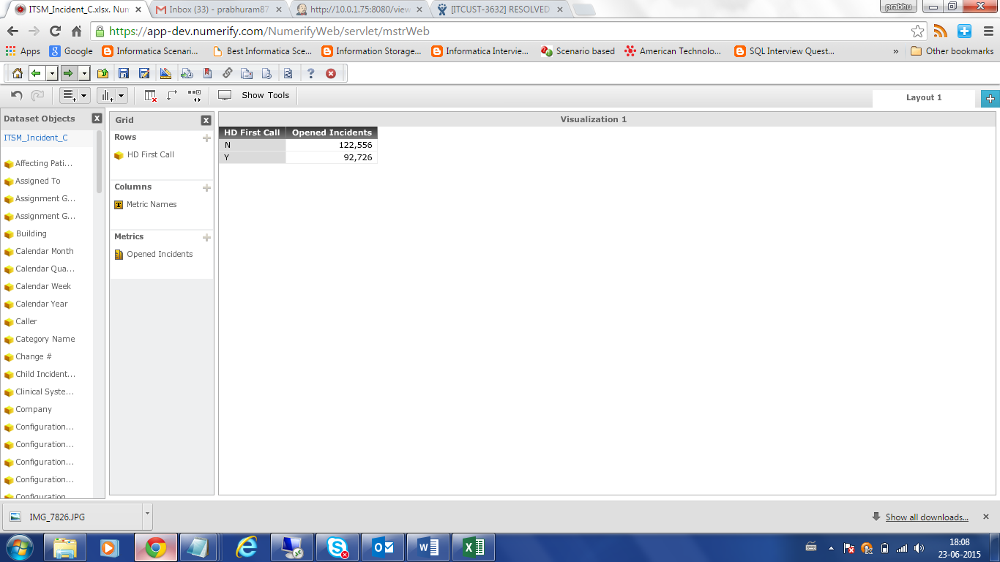 ITSM_Incident_C.xlsx. Num
Inbox (33) - prabhuram87
http://10.0.1.75:8080/view
[ITCUST-3632] RESOLVED
prabhu
https://app-dev.numerify.com/NumerifyWeb/servlet/mstrWeb
Apps Google Informatica Scenari... Best Informatica Sce... Information Storage... Informatica Intervie... Scenario based American Technolo... SQL Interview Quest... » Other bookmarks
Show Tools
Layout 1
Dataset Objects
ITSM_Incident_C
Affecting Pati...
Assigned To
Assignment G...
Assignment G...
Building
Calendar Month
Calendar Qua...
Calendar Week
Calendar Year
Caller
Category Name
Change #
Child Incident...
Clinical Syste...
Company
Configuration...
Configuration...
Configuration...
Configuration...
Configuration
Grid
Rows
HD First Call
Columns
Metric Names
Metrics
Opened Incidents
Visualization 1
HD First Call Opened Incidents
N 122,556
Y 92,726
IMG_7826.JPG
Show all downloads...
18:08
23-06-2015